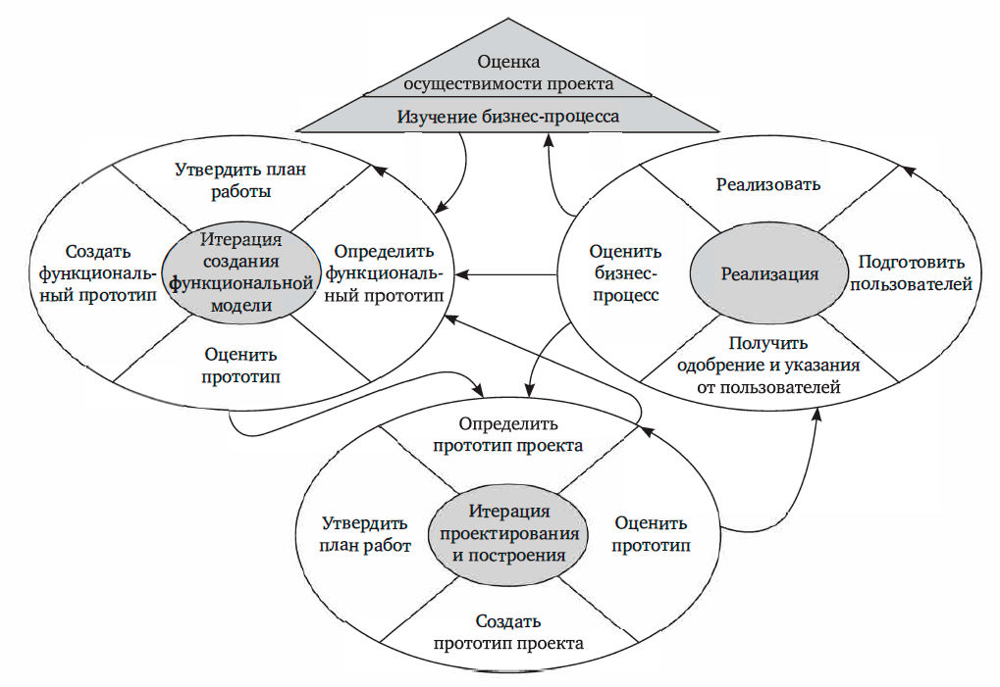 Оценка
осуществимости проекта
Изучение бизнес-процесса
Утвердить план
работы
Создать
функциональ-
ный прототип
Итерация
создания
функциональной
модели
Определить
функциональ-
ный прототип
Оценить
прототип
Реализовать
Оценить
бизнес-
процесс
Реализация
Подготовить
пользователей
Получить
одобрение и указания
от пользователей
Определить
прототип проекта
Утвердить
план работ
Итерация
проектирования
и построения
Оценить
прототип
Создать
прототип проекта